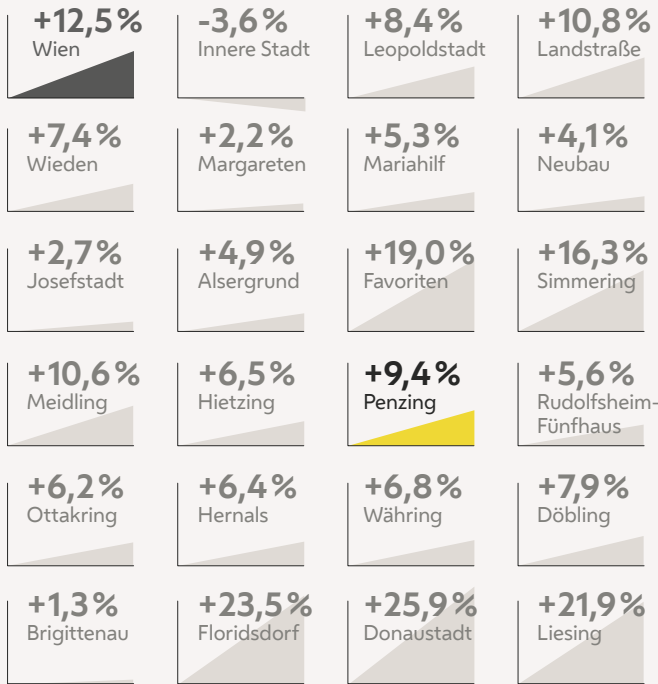 +12,5 %
Wien
-3,6 %
Innere Stadt
+8,4 %
Leopoldstadt
+10,8 %
Landstraße
+7,4 %
Wieden
+2,2 %
Margareten
+5,3 %
Mariahilf
+4,1 %
Neubau
+2,7 %
Josefstadt
+4,9 %
Alsergrund
+19,0 %
Favoriten
+16,3 %
Simmering
+10,6 %
Meidling
+6,5 %
Hietzing
+9,4 %
Penzing
+5,6 %
Rudolfsheim-
Fünfhaus
+6,2 %
Ottakring
+6,4 %
Hernals
+6,8 %
Währing
+7,9 %
Döbling
+1,3 %
Brigittenau
+23,5 %
Floridsdorf
+25,9 %
Donaustadt
+21,9 %
Liesing